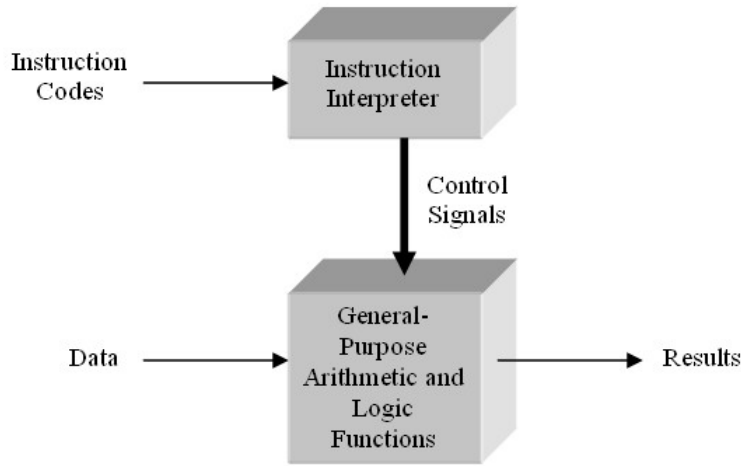 Instruction
Codes
Instruction
Interpreter
Control
Signals
Data
General-
Purpose
Arithmetic and
Logic
Functions
Results